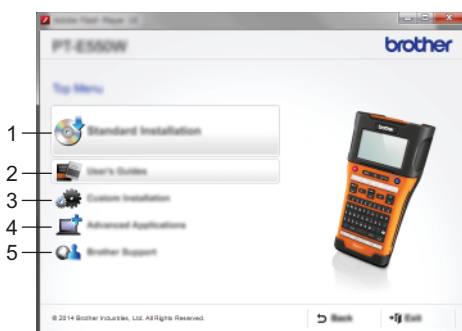 Adobe Flash Player 10
PT-E550W
brother
Top Menu
1
Standard Installation
2
User's Guides
3
Custom Installation
4
Advanced Applications
5
Brother Support
© 2014 Brother Industries, Ltd. All Rights Reserved.
Back
Exit